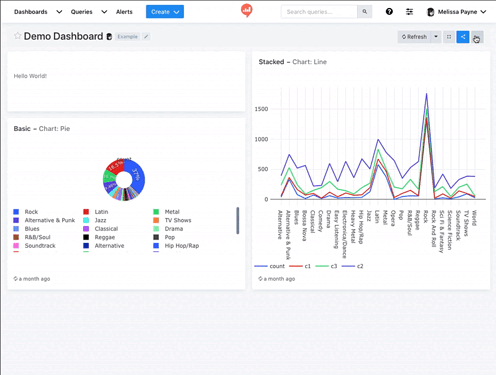 Dashboards Queries Alerts Create Search queries... Melissa Payne
Demo Dashboard Example Refresh
Hello World!
Basic – Chart: Pie
37%
Rock Latin Metal
Alternative & Punk Jazz TV Shows
Blues Classical Drama
R&B/Soul Reggae Pop
Soundtrack Alternative Hip Hop/Rap
a month ago
Stacked – Chart: Line
1500
1000
500
0
Alternative
Alternative & Punk
Blues
Bossa Nova
Classical
Comedy
Drama
Easy Listening
Electronica/Dance
Heavy Metal
Hip Hop/Rap
Jazz
Latin
Metal
Opera
Pop
R&B/Soul
Reggae
Rock
Rock And Roll
Sci Fi & Fantasy
Science Fiction
Soundtrack
TV Shows
World
count c1 c3 c2
a month ago